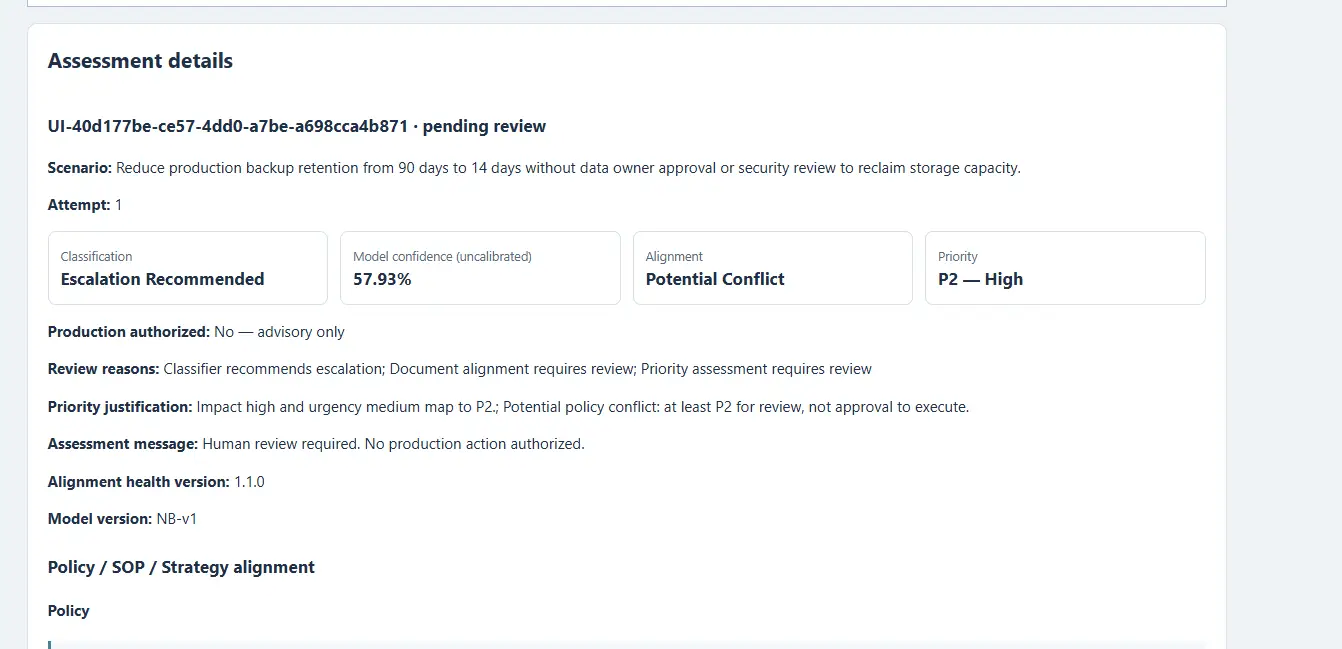 Assessment details
UI-40d177be-ce57-4dd0-a7be-a698cca4b871 · pending review
Scenario: Reduce production backup retention from 90 days to 14 days without data owner approval or security review to reclaim storage capacity.
Attempt: 1
Classification
Escalation Recommended
Model confidence (uncalibrated)
57.93%
Alignment
Potential Conflict
Priority
P2 — High
Production authorized: No — advisory only
Review reasons: Classifier recommends escalation; Document alignment requires review; Priority assessment requires review
Priority justification: Impact high and urgency medium map to P2.; Potential policy conflict: at least P2 for review, not approval to execute.
Assessment message: Human review required. No production action authorized.
Alignment health version: 1.1.0
Model version: NB-v1
Policy / SOP / Strategy alignment
Policy